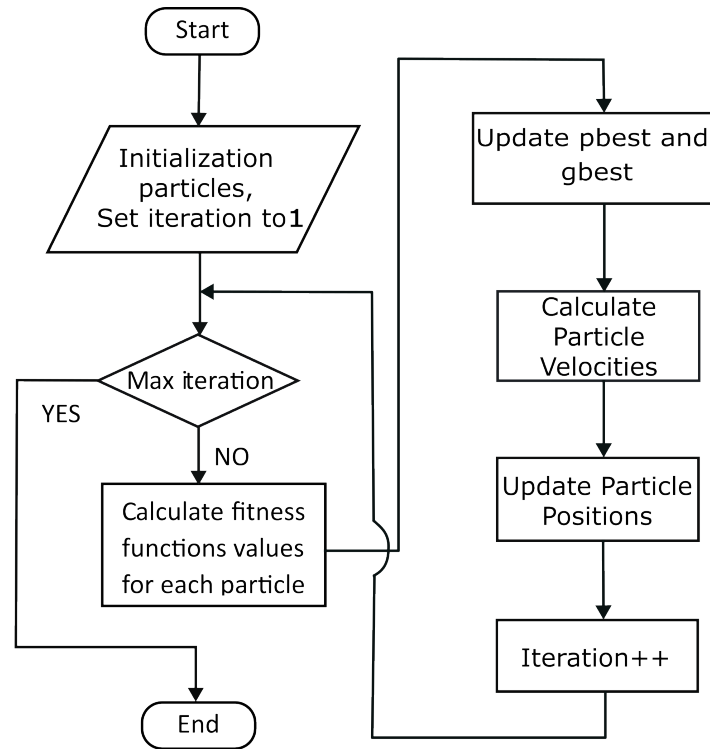 Start
Initialization
particles,
Set iteration to1
Max iteration
YES
NO
Calculate fitness
functions values
for each particle
Update pbest and
gbest
Calculate
Particle
Velocities
Update Particle
Positions
Iteration++
End